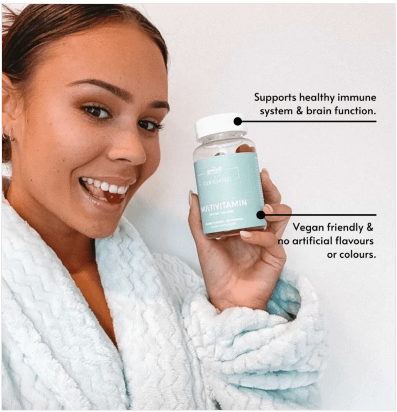 Supports healthy immune
system & brain function.
MULTIVITAMIN
Vegan friendly &
no artificial flavours
or colours.